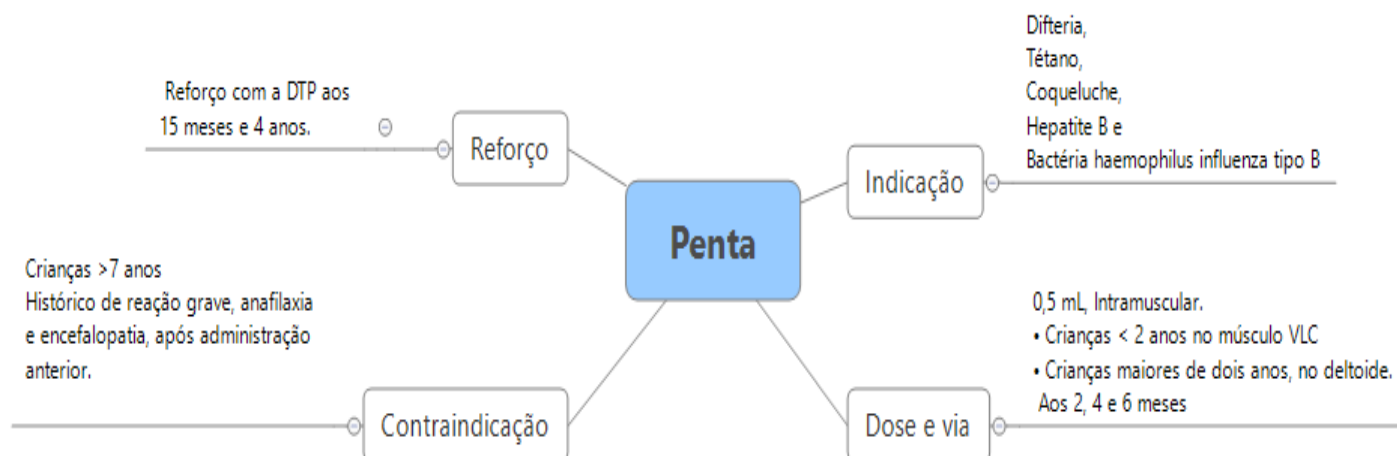 Penta
Reforço
Reforço com a DTP aos
15 meses e 4 anos.
Indicação
Difteria,
Tétano,
Coqueluche,
Hepatite B e
Bactéria haemophilus influenza tipo B
Contraindicação
Crianças >7 anos
Histórico de reação grave, anafilaxia
e encefalopatia, após administração
anterior.
Dose e via
0,5 mL, Intramuscular.
• Crianças < 2 anos no músculo VLC
• Crianças maiores de dois anos, no deltoide.
Aos 2, 4 e 6 meses